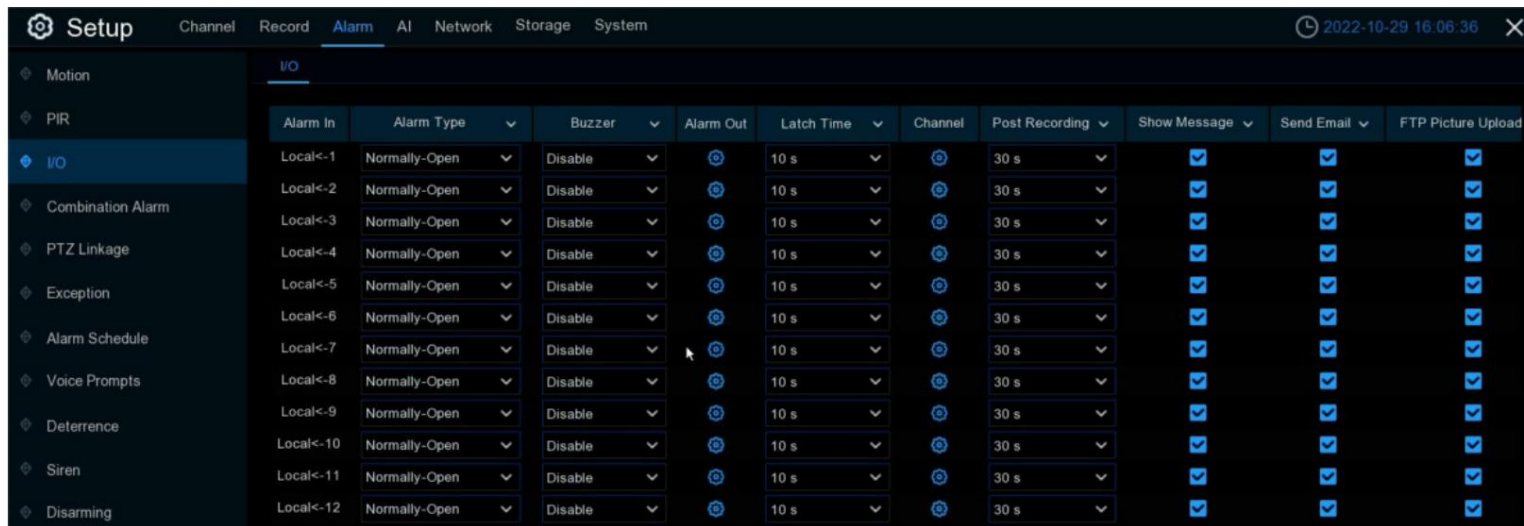 Setup Channel Record Alarm AI Network Storage System 2022-10-29 16:06:36
Motion
PIR
I/O
Combination Alarm
PTZ Linkage
Exception
Alarm Schedule
Voice Prompts
Deterrence
Siren
Disarming
I/O
Alarm In Alarm Type Buzzer Alarm Out Latch Time Channel Post Recording Show Message Send Email FTP Picture Upload
Local<-1 Normally-Open Disable 10 s 30 s
Local<-2 Normally-Open Disable 10 s 30 s
Local<-3 Normally-Open Disable 10 s 30 s
Local<-4 Normally-Open Disable 10 s 30 s
Local<-5 Normally-Open Disable 10 s 30 s
Local<-6 Normally-Open Disable 10 s 30 s
Local<-7 Normally-Open Disable 10 s 30 s
Local<-8 Normally-Open Disable 10 s 30 s
Local<-9 Normally-Open Disable 10 s 30 s
Local<-10 Normally-Open Disable 10 s 30 s
Local<-11 Normally-Open Disable 10 s 30 s
Local<-12 Normally-Open Disable 10 s 30 s